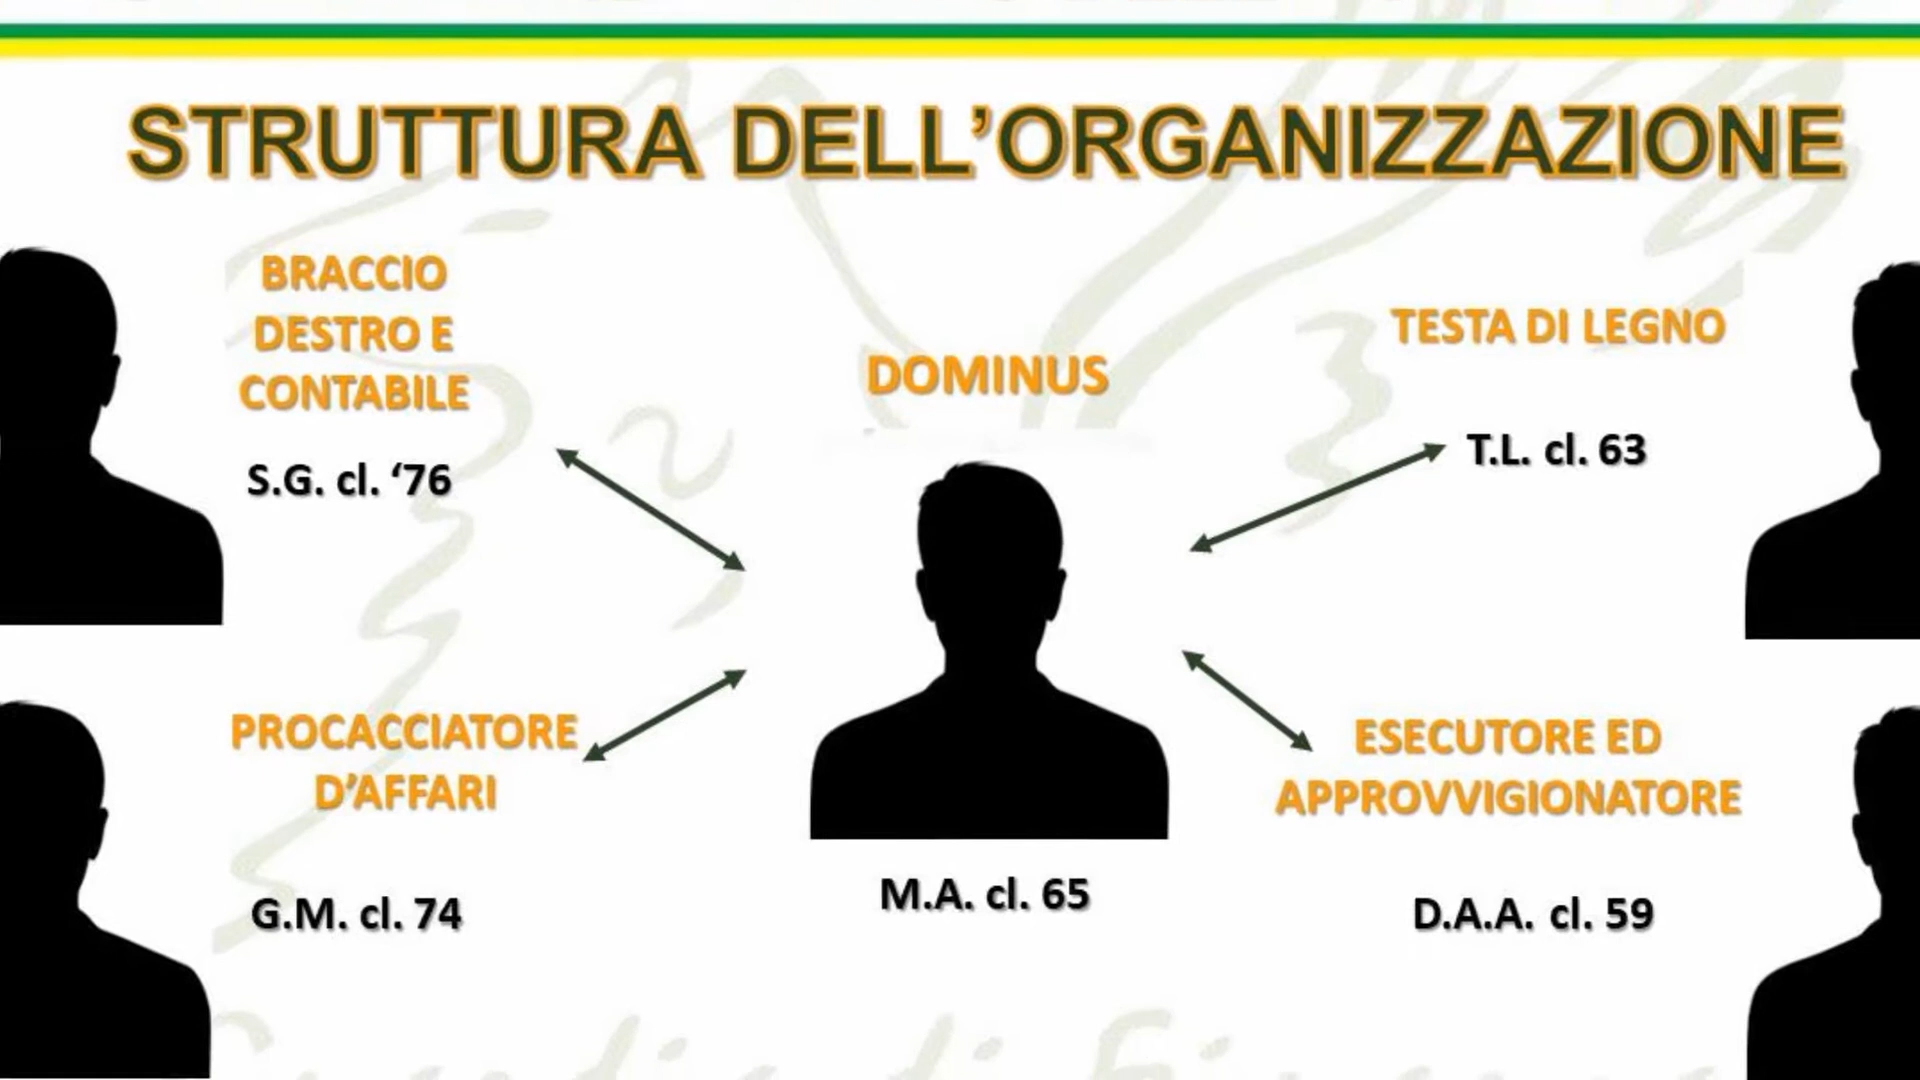 STRUTTURA DELL’ORGANIZZAZIONE
BRACCIO
DESTRO E
CONTABILE
S.G. cl. ‘76
DOMINUS
TESTA DI LEGNO
T.L. cl. 63
PROCACCIATORE
D’AFFARI
G.M. cl. 74
M.A. cl. 65
ESECUTORE ED
APPROVVIGIONATORE
D.A.A. cl. 59